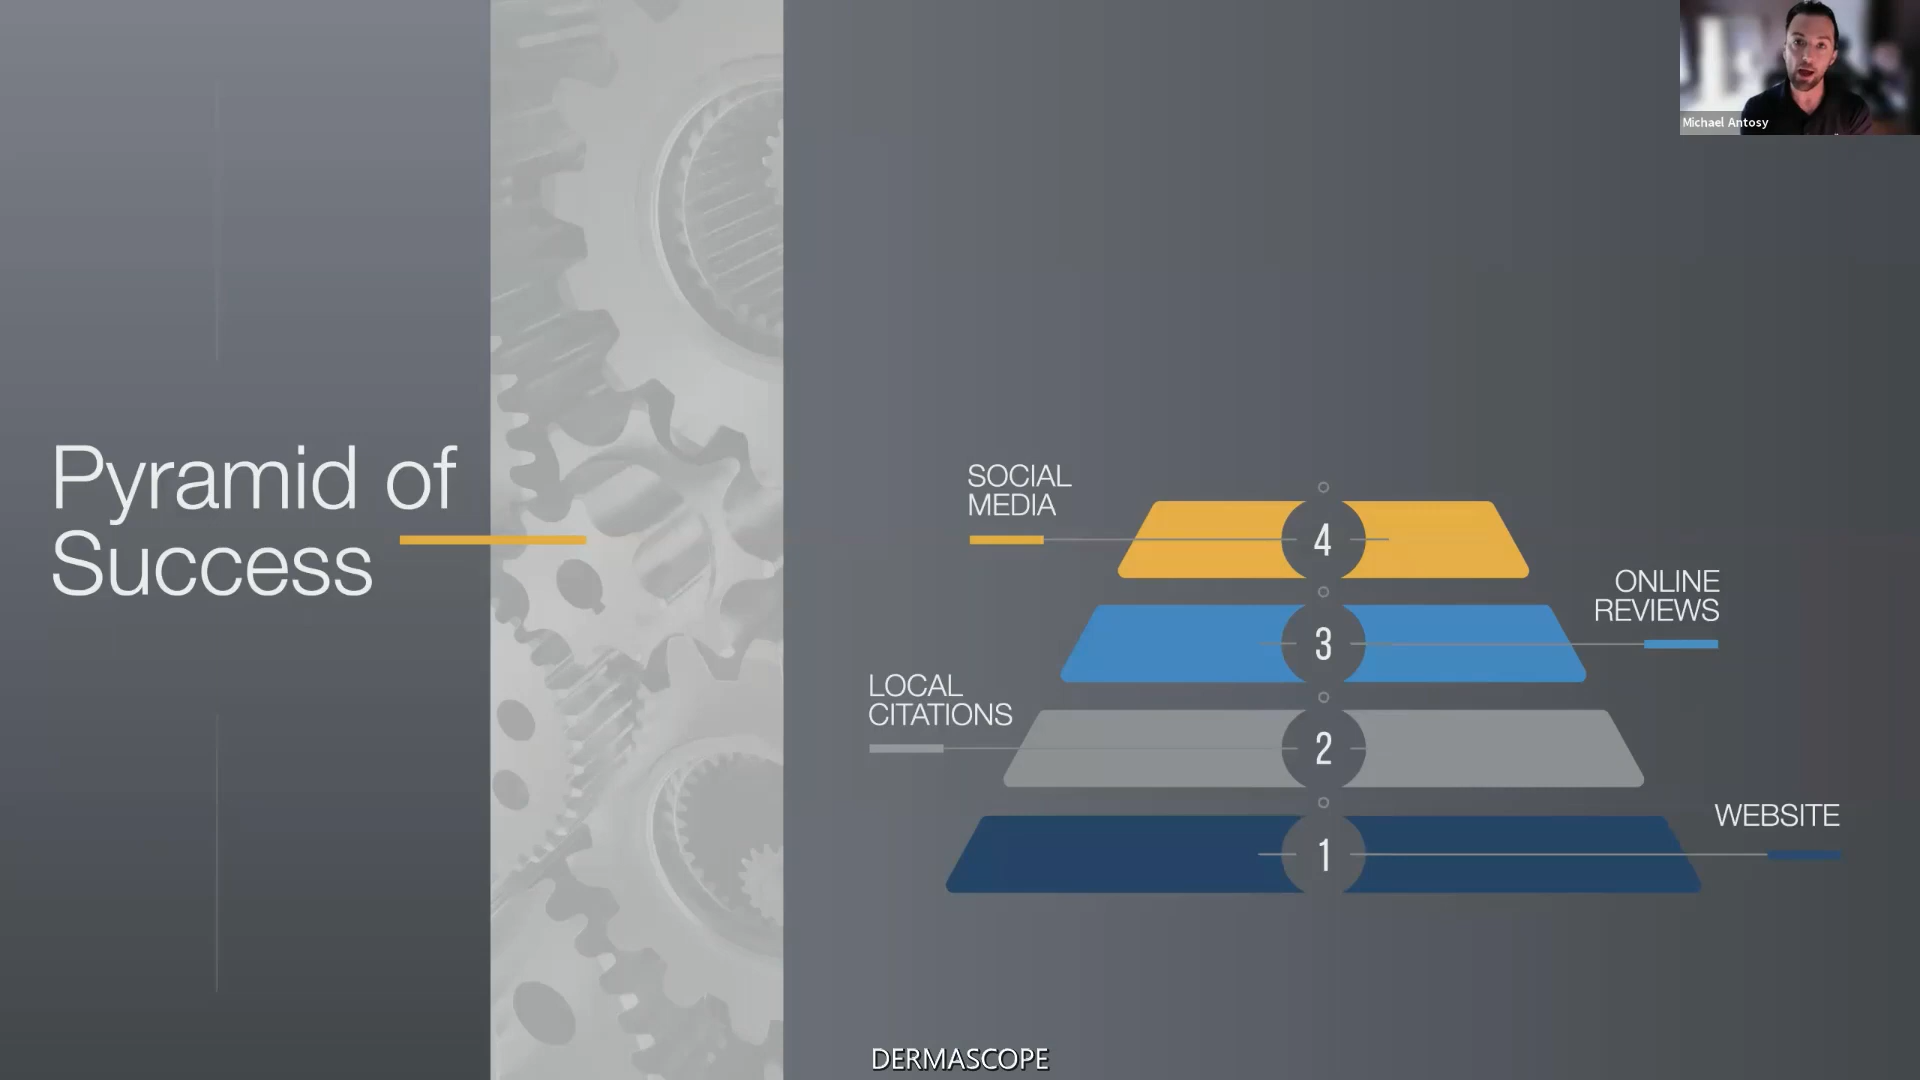 Michael Antosy
Pyramid of
Success
SOCIAL
MEDIA
4
ONLINE
REVIEWS
3
LOCAL
CITATIONS
2
WEBSITE
1
DERMASCOPE